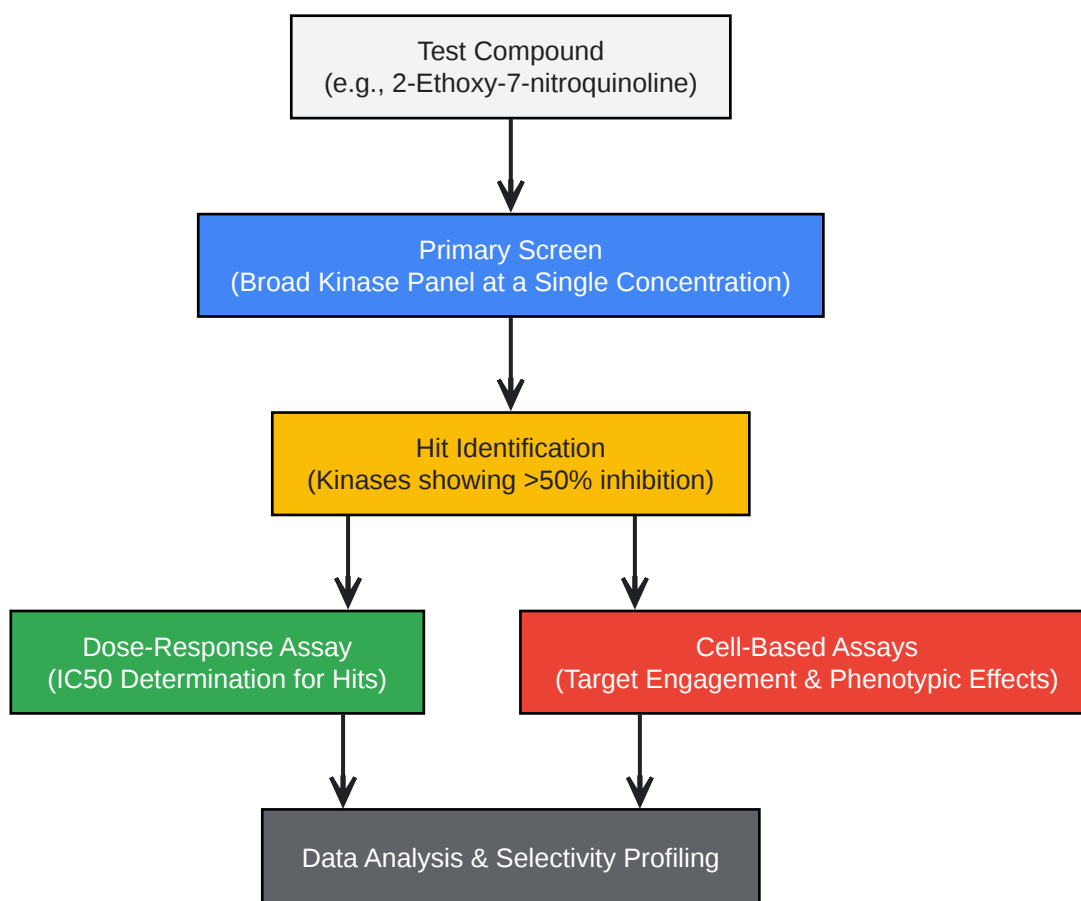 Test Compound
(e.g., 2-Ethoxy-7-nitroquinoline)
Primary Screen
(Broad Kinase Panel at a Single Concentration)
Hit Identification
(Kinases showing >50% inhibition)
Dose-Response Assay
(IC50 Determination for Hits)
Cell-Based Assays
(Target Engagement & Phenotypic Effects)
Data Analysis & Selectivity Profiling